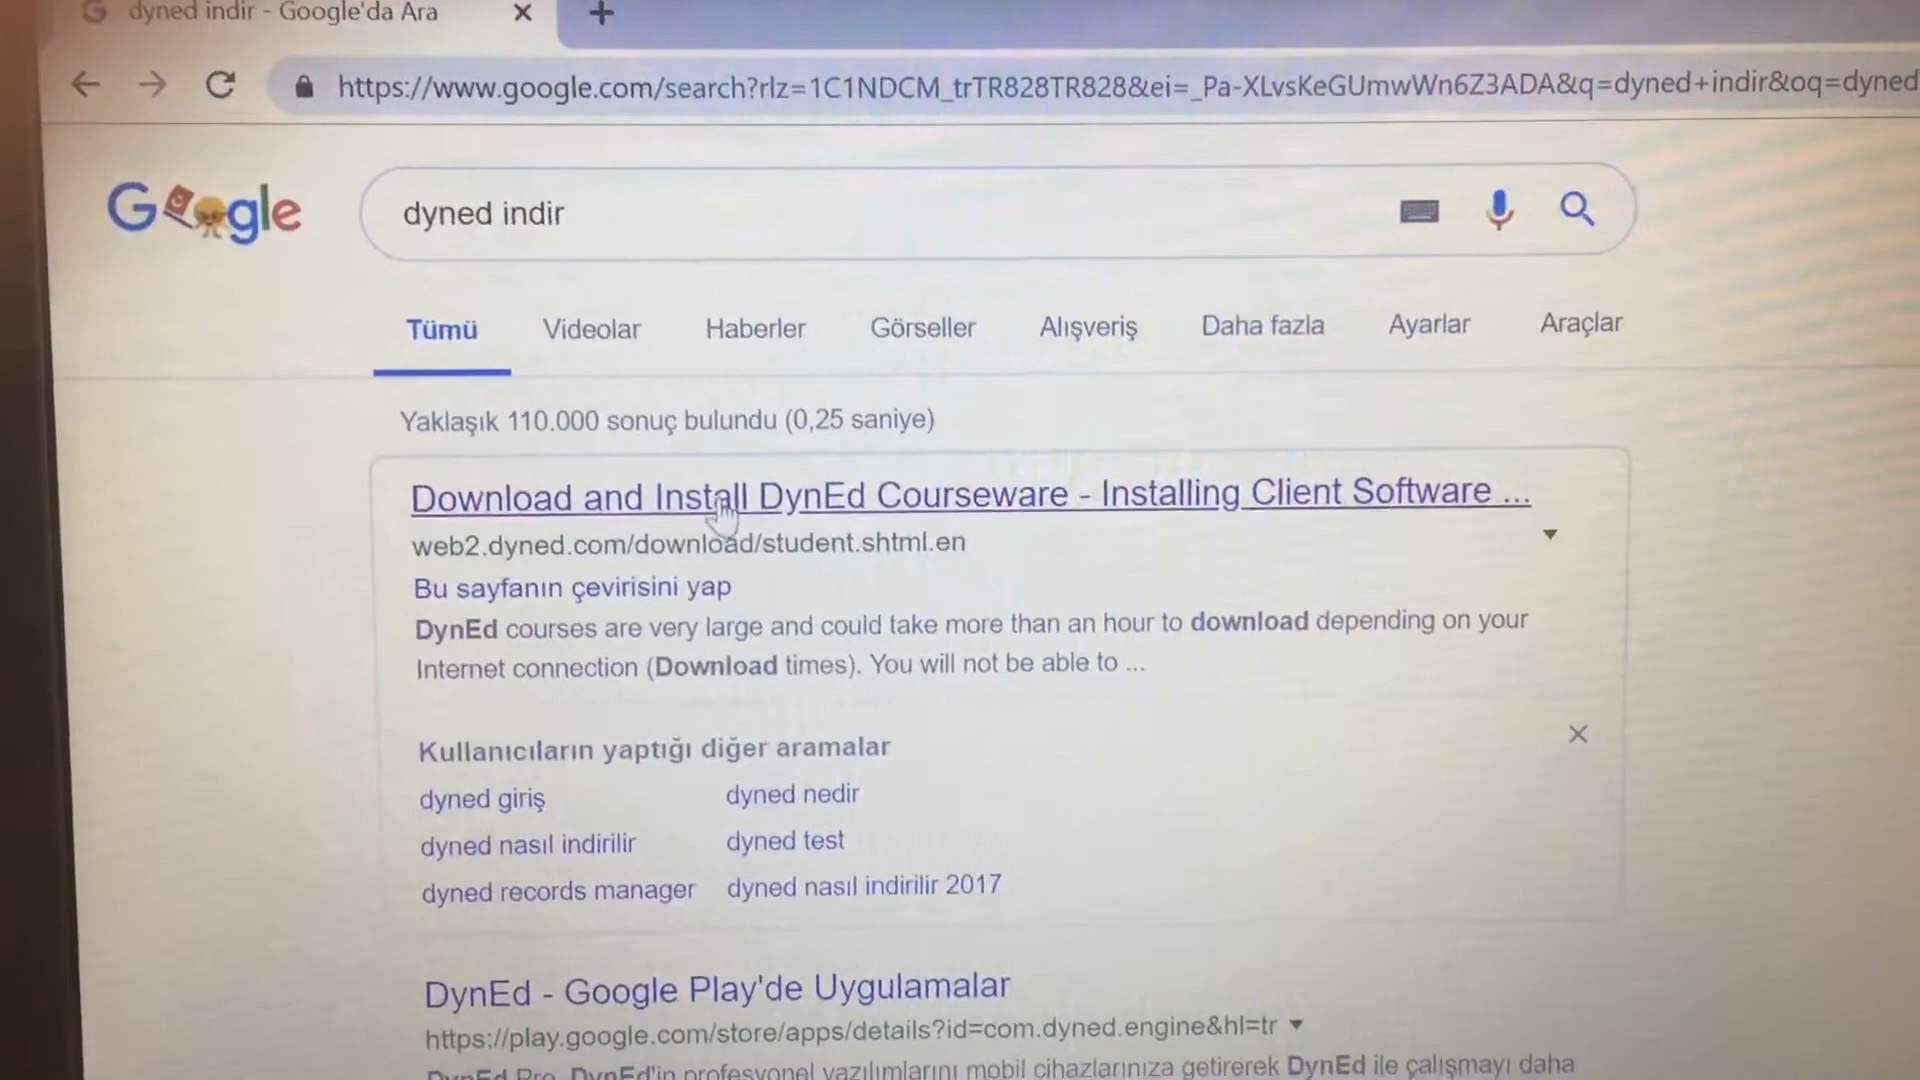 dyned indir - Google'da Ara
https://www.google.com/search?rlz=1C1NDCM_trTR828TR828&ei=_Pa-XLvsKeGUmwWn6Z3ADA&q=dyned+indir&oq=dyned
Google
dyned indir
Tümü Videolar Haberler Görseller Alışveriş Daha fazla Ayarlar Araçlar
Yaklaşık 110.000 sonuç bulundu (0,25 saniye)
Download and Install DynEd Courseware - Installing Client Software ...
web2.dyned.com/download/student.shtml.en
Bu sayfanın çevirisini yap
DynEd courses are very large and could take more than an hour to download depending on your
Internet connection (Download times). You will not be able to ...
Kullanıcıların yaptığı diğer aramalar
dyned giriş dyned nedir
dyned nasıl indirilir dyned test
dyned records manager dyned nasıl indirilir 2017
DynEd - Google Play'de Uygulamalar
https://play.google.com/store/apps/details?id=com.dyned.engine&hl=tr
DynEd Pro, DynEd'in profesyonel yazılımlarını mobil cihazlarınıza getirerek DynEd ile çalışmayı daha